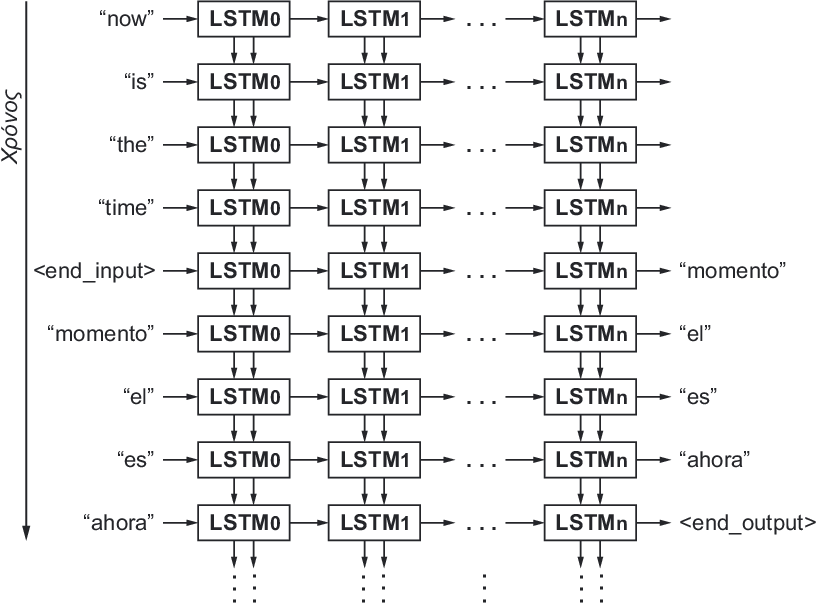 “now” LSTM0 LSTM1 . . . LSTMn
“is” LSTM0 LSTM1 . . . LSTMn
“the” LSTM0 LSTM1 . . . LSTMn
“time” LSTM0 LSTM1 . . . LSTMn
<end_input> LSTM0 LSTM1 . . . LSTMn “momento”
“momento” LSTM0 LSTM1 . . . LSTMn “el”
“el” LSTM0 LSTM1 . . . LSTMn “es”
“es” LSTM0 LSTM1 . . . LSTMn “ahora”
“ahora” LSTM0 LSTM1 . . . LSTMn <end_output>
Χρόνος